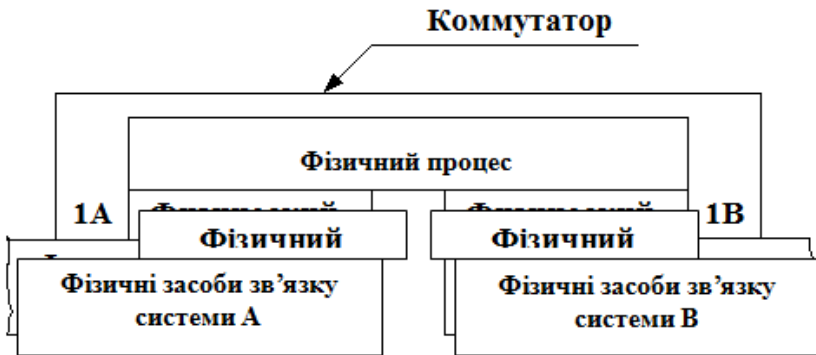 Коммутатор
Фізичний процес
1А
1В
Фізичний
Фізичний
Фізичні засоби зв’язку
системи А
Фізичні засоби зв’язку
системи В